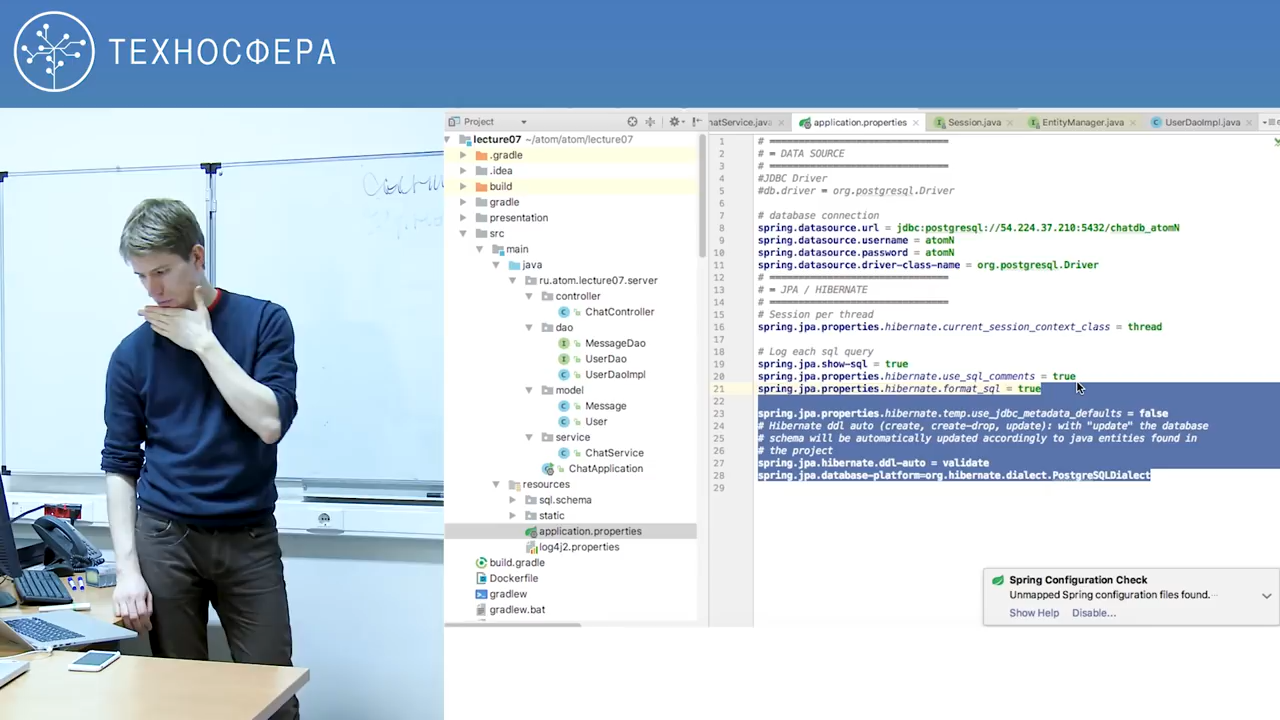 ТЕХНОСФЕРА
Project
hatService.java
application.properties
Session.java
EntityManager.java
UserDaoImpl.java
lecture07 ~/atom/atom/lecture07
.gradle
.idea
build
gradle
presentation
src
main
java
ru.atom.lecture07.server
controller
ChatController
dao
MessageDao
UserDao
UserDaoImpl
model
Message
User
service
ChatService
ChatApplication
resources
sql.schema
static
application.properties
log4j2.properties
build.gradle
Dockerfile
gradlew
gradlew.bat
1 # ==============================
2 # = DATA SOURCE
3 # ==============================
4 #JDBC Driver
5 #db.driver = org.postgresql.Driver
6
7 # database connection
8 spring.datasource.url = jdbc:postgresql://54.224.37.210:5432/chatdb_atomN
9 spring.datasource.username = atomN
10 spring.datasource.password = atomN
11 spring.datasource.driver-class-name = org.postgresql.Driver
12 # ==============================
13 # = JPA / HIBERNATE
14 # ==============================
15 # Session per thread
16 spring.jpa.properties.hibernate.current_session_context_class = thread
17
18 # Log each sql query
19 spring.jpa.show-sql = true
20 spring.jpa.properties.hibernate.use_sql_comments = true
21 spring.jpa.properties.hibernate.format_sql = true
22
23 spring.jpa.properties.hibernate.temp.use_jdbc_metadata_defaults = false
24 # Hibernate ddl auto (create, create-drop, update): with "update" the database
25 # schema will be automatically updated accordingly to java entities found in
26 # the project
27 spring.jpa.hibernate.ddl-auto = validate
28 spring.jpa.database-platform=org.hibernate.dialect.PostgreSQLDialect
29
Spring Configuration Check
Unmapped Spring configuration files found.
Show Help Disable...